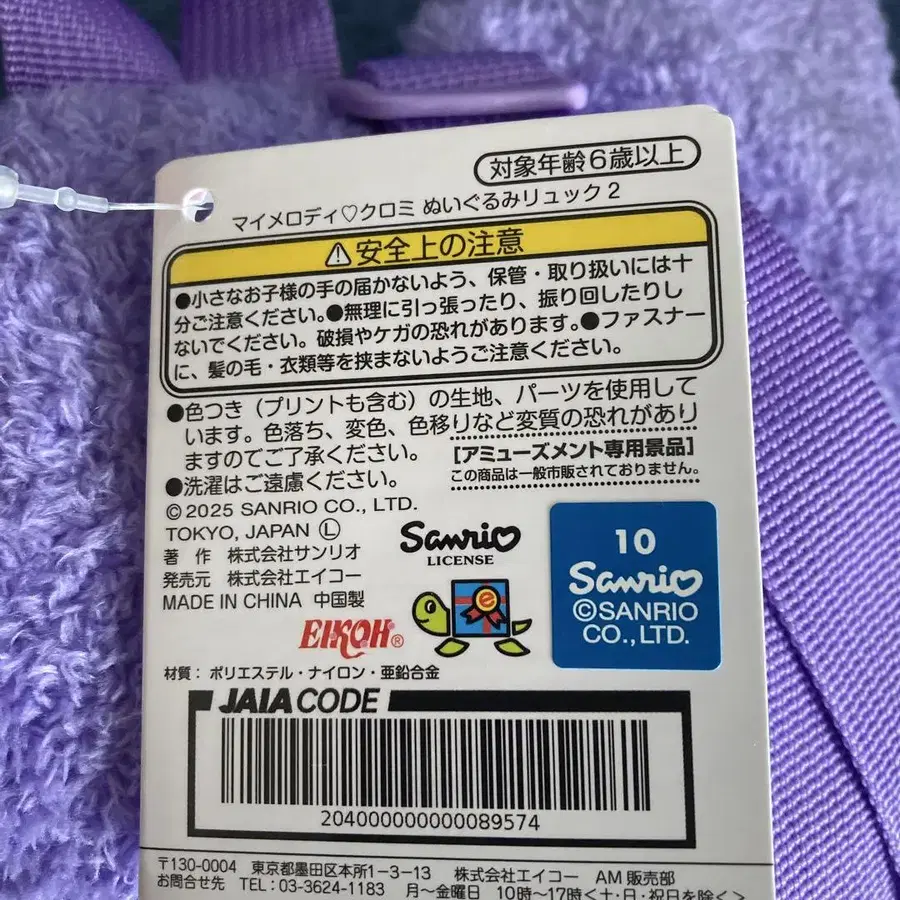 対象年齢6歳以上
マイメロディ♡クロミ ぬいぐるみリュック2
⚠安全上の注意
●小さなお子様の手の届かないよう、保管・取り扱いには十
分ご注意ください。●無理に引っ張ったり、振り回したりし
ないでください。破損やケガの恐れがあります。●ファスナー
に、髪の毛・衣類等を挟まないようご注意ください。
●色つき（プリントも含む）の生地、パーツを使用して
います。色落ち、変色、色移りなど変質の恐れがあり
ますのでご了承ください。
●洗濯はご遠慮ください。
[アミューズメント専用景品]
この商品は一般市販されておりません。
©2025 SANRIO CO., LTD.
TOKYO, JAPAN Ⓛ
著 作 株式会社サンリオ
発売元 株式会社エイコー
MADE IN CHINA 中国製
Sanrio
LICENSE
EIKOH®
e
10
Sanrio
©SANRIO
CO.,LTD.
材質： ポリエステル・ナイロン・亜鉛合金
JAIA CODE
2040000000000089574
〒130-0004 東京都墨田区本所1-3-13 株式会社エイコー AM販売部
お問合せ先 TEL：03-3624-1183 月～金曜日 10時～17時＜土・日・祝日を除く＞